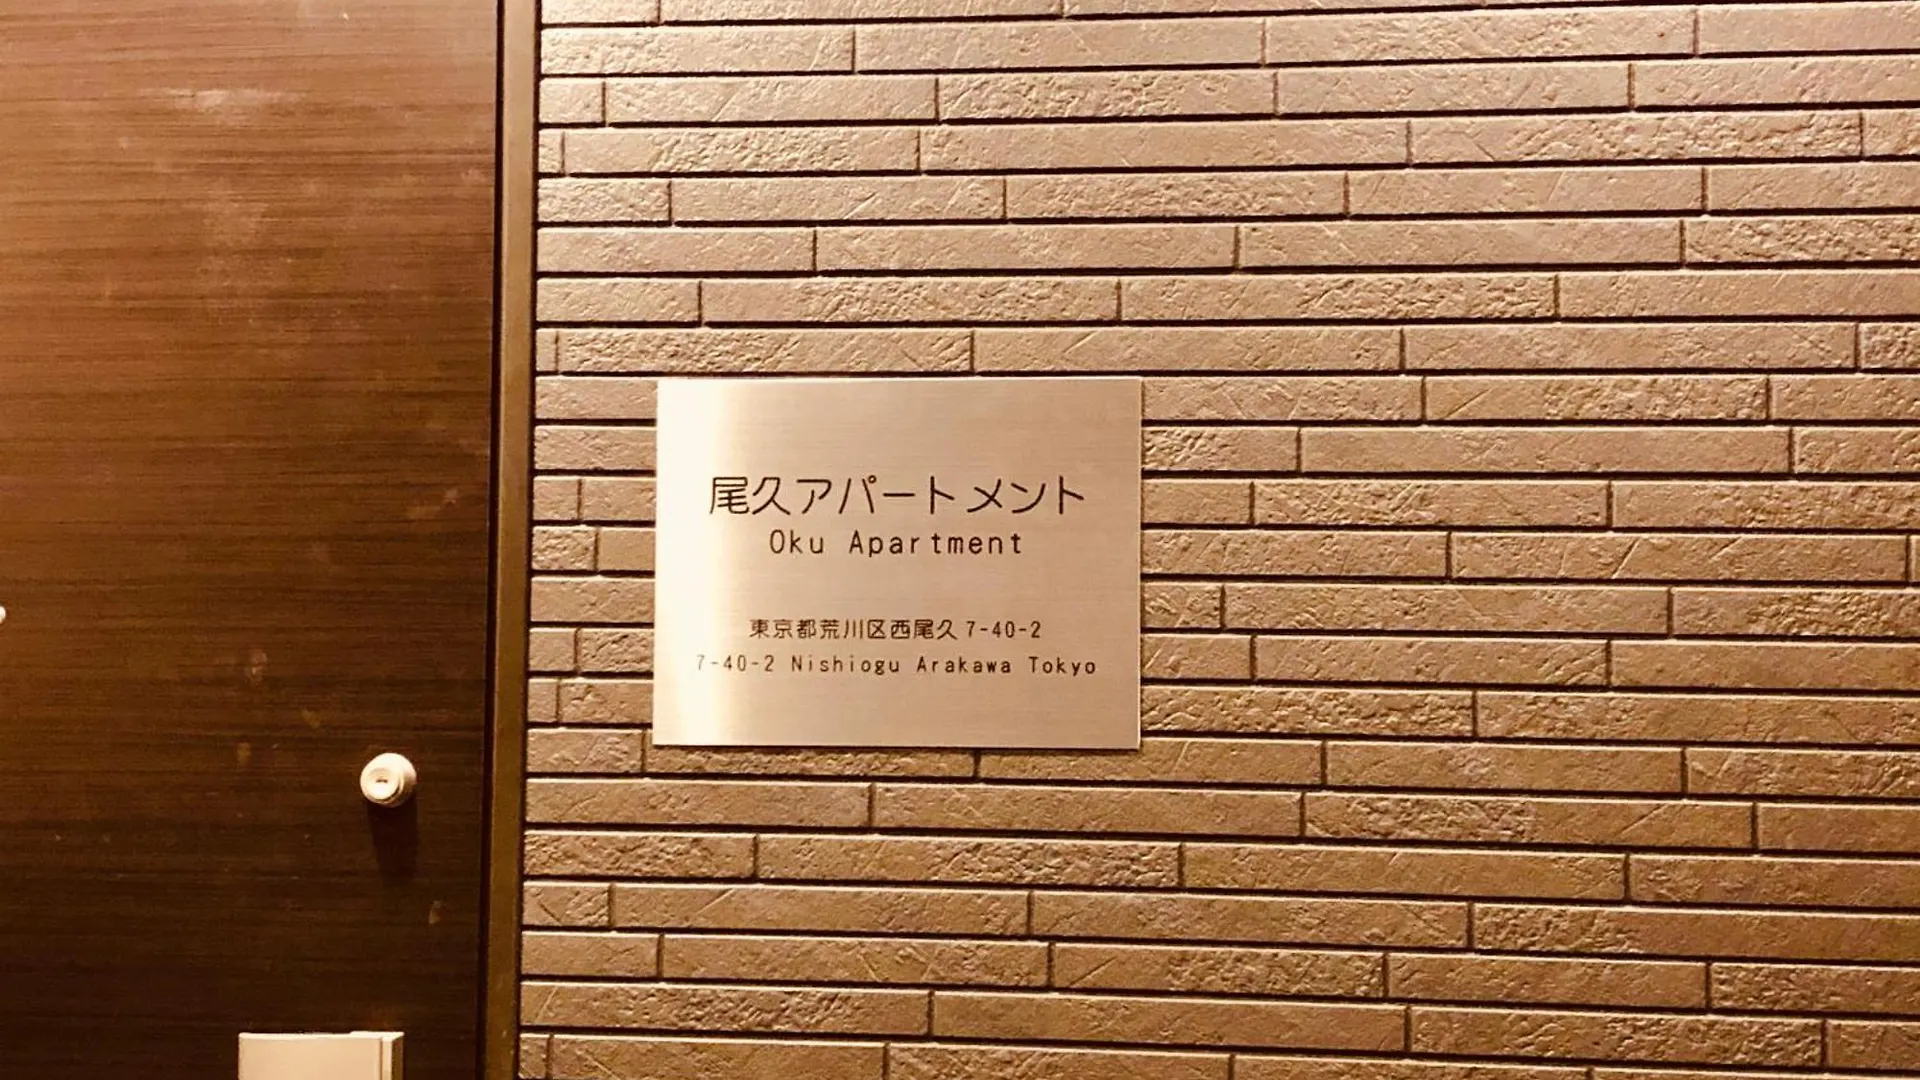 尾久アパートメント
Oku Apartment
東京都荒川区西尾久7-40-2
7-40-2 Nishiogu Arakawa Tokyo